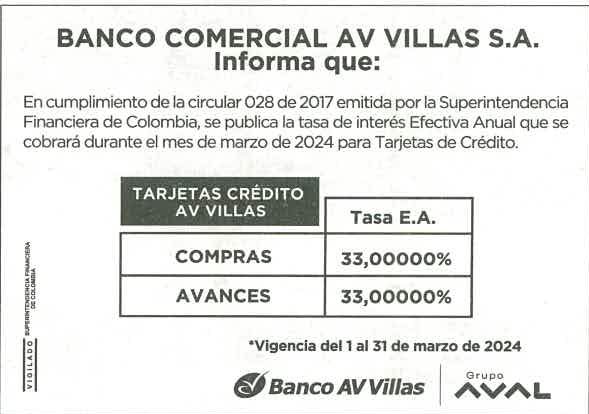 BANCO COMERCIAL AV VILLAS S.A.
Informa que:
En cumplimiento de la circular 028 de 2017 emitida por la Superintendencia
Financiera de Colombia, se publica la tasa de interés Efectiva Anual que se
cobrará durante el mes de marzo de 2024 para Tarjetas de Crédito.
TARJETAS CRÉDITO
AV VILLAS
Tasa E.A.
COMPRAS 33,00000%
AVANCES 33,00000%
*Vigencia del 1 al 31 de marzo de 2024
VIGILADO SUPERINTENDENCIA FINANCIERA
DE COLOMBIA
Banco AV Villas
Grupo
AVAL